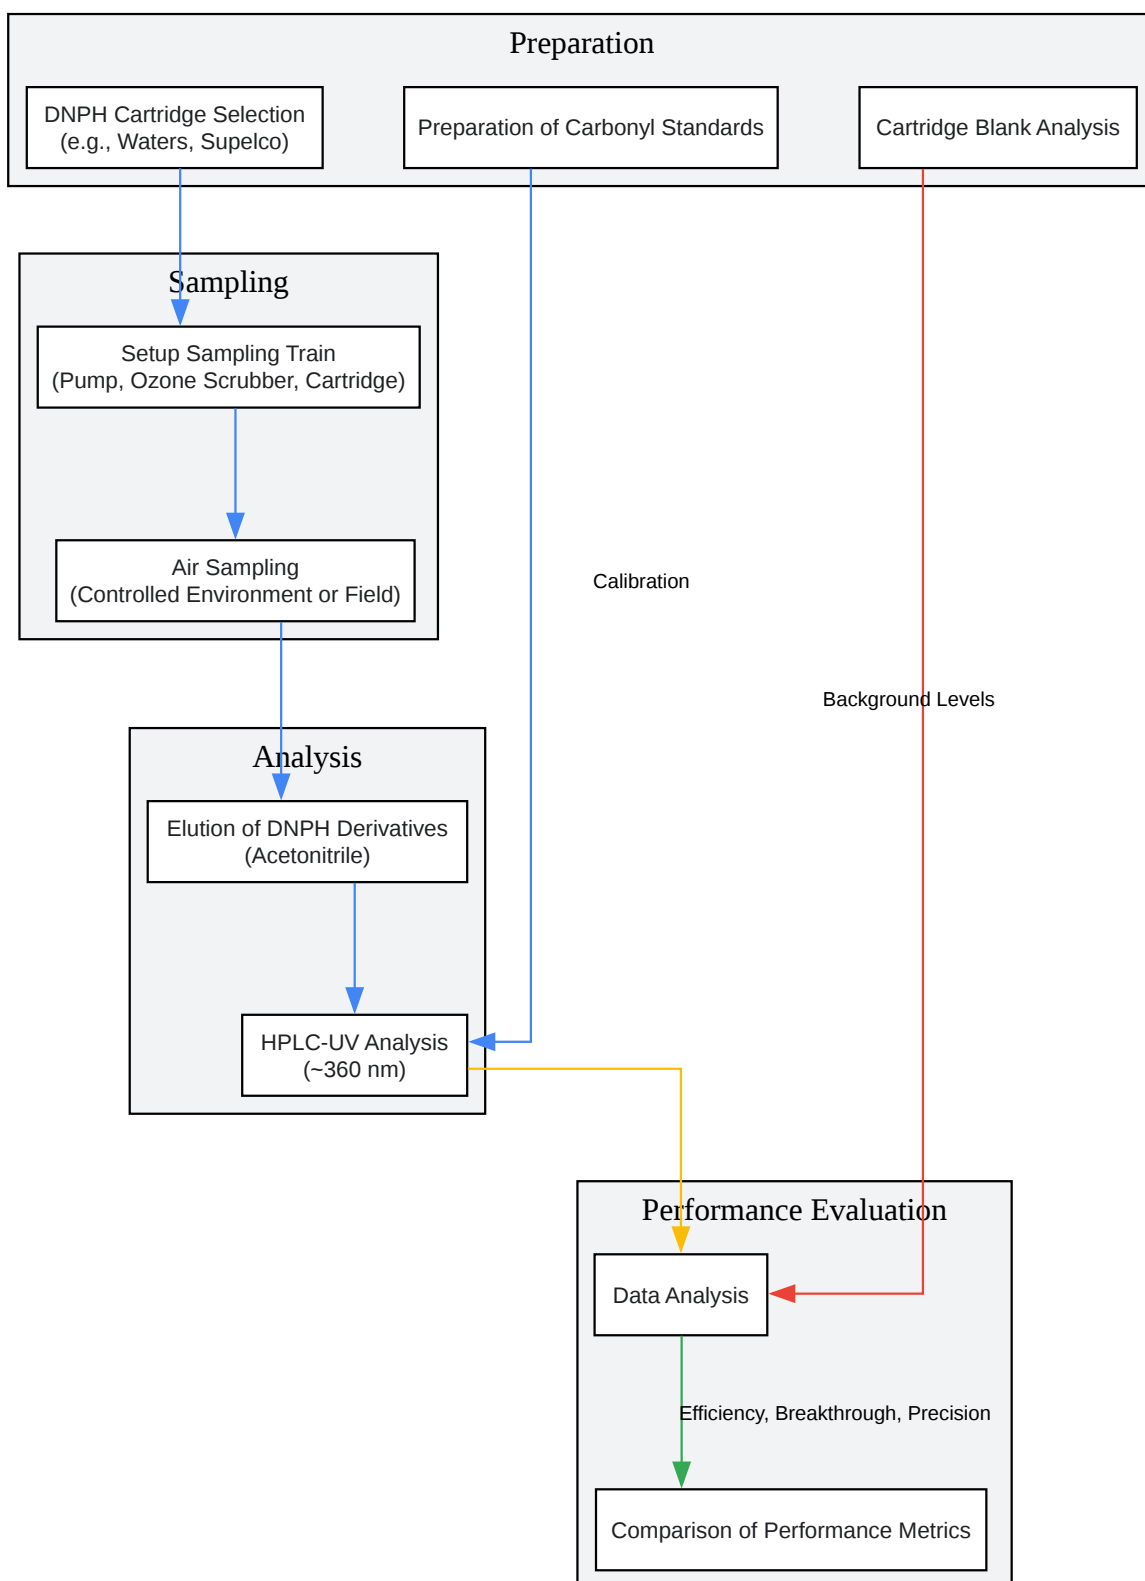 Preparation
DNPH Cartridge Selection
(e.g., Waters, Supelco)
Preparation of Carbonyl Standards
Cartridge Blank Analysis
Sampling
Setup Sampling Train
(Pump, Ozone Scrubber, Cartridge)
Air Sampling
(Controlled Environment or Field)
Calibration
Background Levels
Analysis
Elution of DNPH Derivatives
(Acetonitrile)
HPLC-UV Analysis
(~360 nm)
Performance Evaluation
Data Analysis
Efficiency, Breakthrough, Precision
Comparison of Performance Metrics